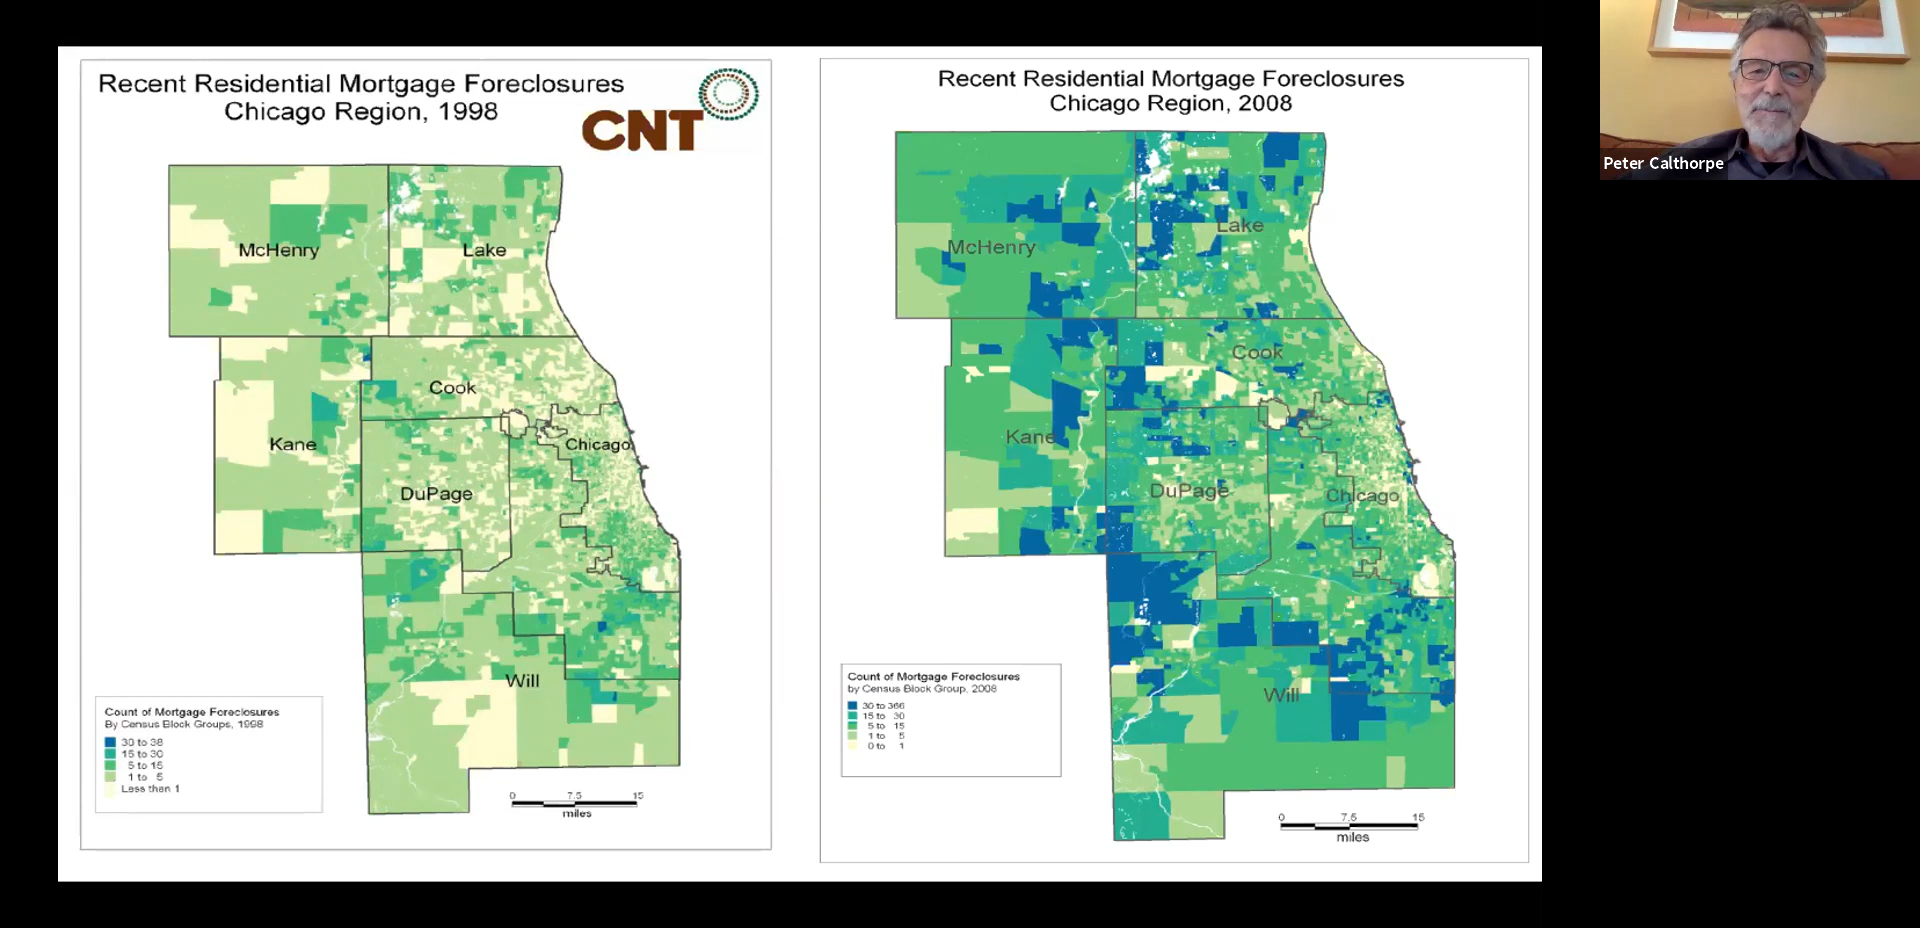 Recent Residential Mortgage Foreclosures
Chicago Region, 1998
CNT
McHenry
Lake
Cook
Kane
Chicago
DuPage
Will
Count of Mortgage Foreclosures
By Census Block Groups, 1998
30 to 38
15 to 30
5 to 15
1 to 5
Less than 1
0 7.5 15
miles
Recent Residential Mortgage Foreclosures
Chicago Region, 2008
Lake
McHenry
Cook
Kane
DuPage
Chicago
Will
Count of Mortgage Foreclosures
by Census Block Group, 2008
30 to 366
15 to 30
5 to 15
1 to 5
0 to 1
0 7.5 15
miles
Peter Calthorpe